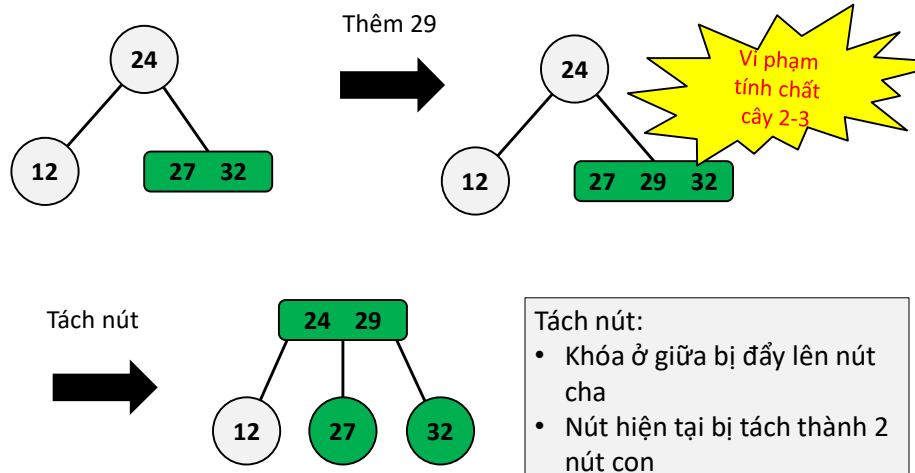 Thêm 29
24
12
27 32
24
12
27 29 32
Vi phạm
tính chất
cây 2-3
Tách nút
24 29
12
27
32
Tách nút:
• Khóa ở giữa bị đẩy lên nút
cha
• Nút hiện tại bị tách thành 2
nút con